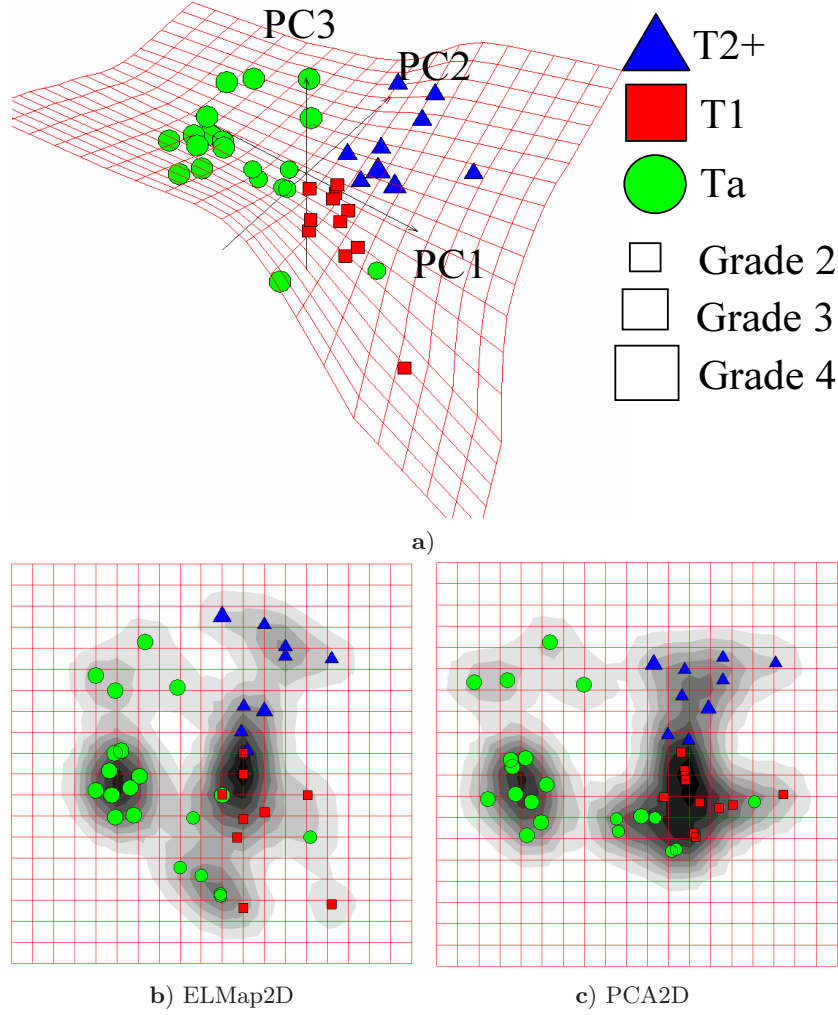 PC3
PC2
PC1
T2+
T1
Ta
Grade 2
Grade 3
Grade 4
a)
b) ELMap2D
c) PCA2D